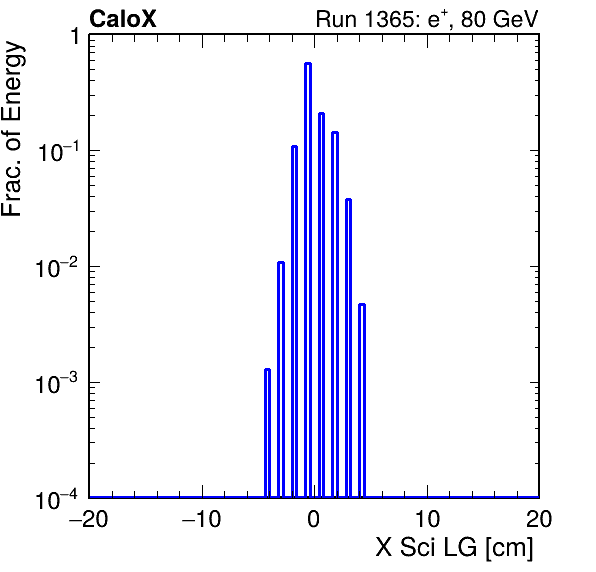 CaloX Run 1365: e⁺, 80 GeV
Frac. of Energy
1
10⁻¹
10⁻²
10⁻³
10⁻⁴
−20 −10 0 10 20
X Sci LG [cm]